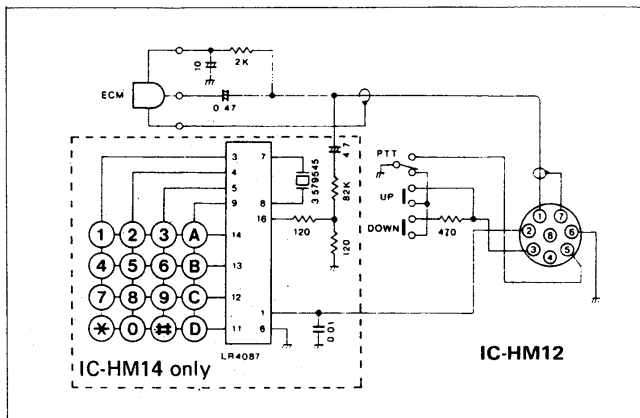 2K
10
ECM
0.47
4.7
PTT
3
7
4
3.579545
5
8
82K
UP
9
16
120
DOWN
470
1 7
2 8 6
3 4 5
1 2 3 A
14
120
4 5 6 B
13
7 8 9 C
12
1
0.01
* 0 # D
11
6
IC-HM14 only
LR4087
IC-HM12